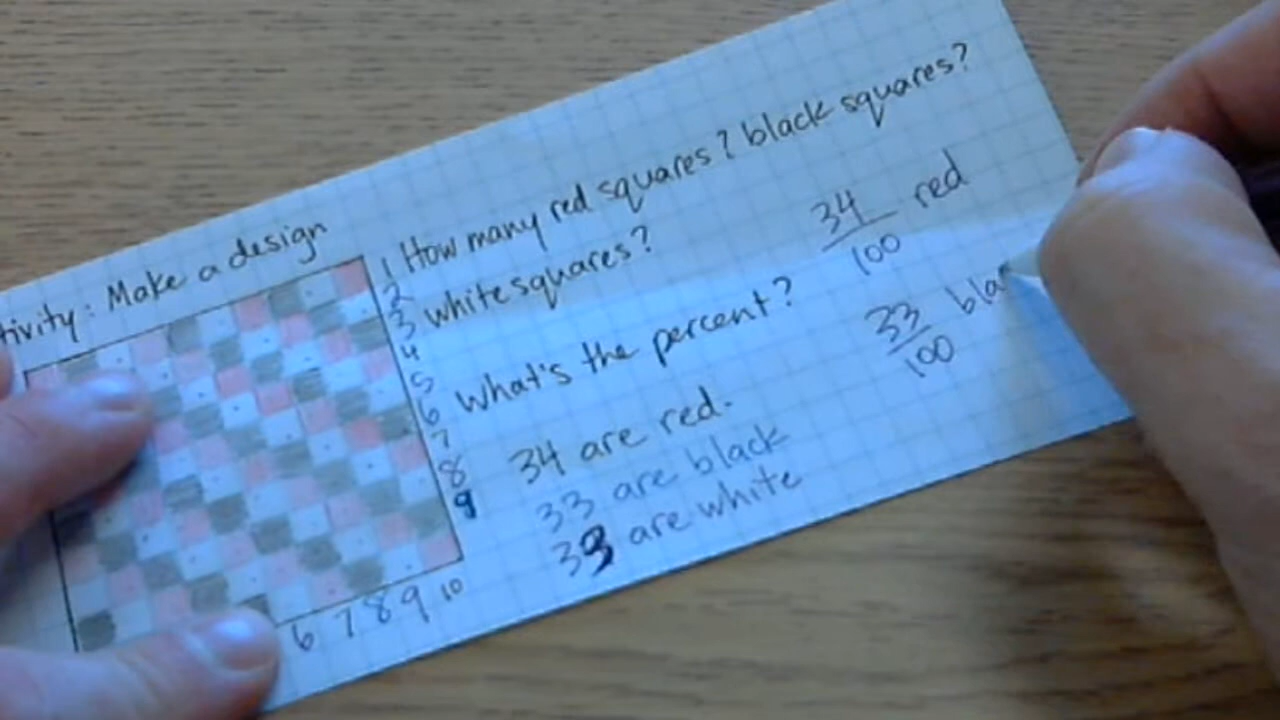 tivity: Make a design
How many red squares? black squares?
white squares?
What's the percent?
34 are red.
33 are black
33 are white
34
100
red
33
100
blac
1
2
3
4
5
6
7
8
9
6 7 8 9 10